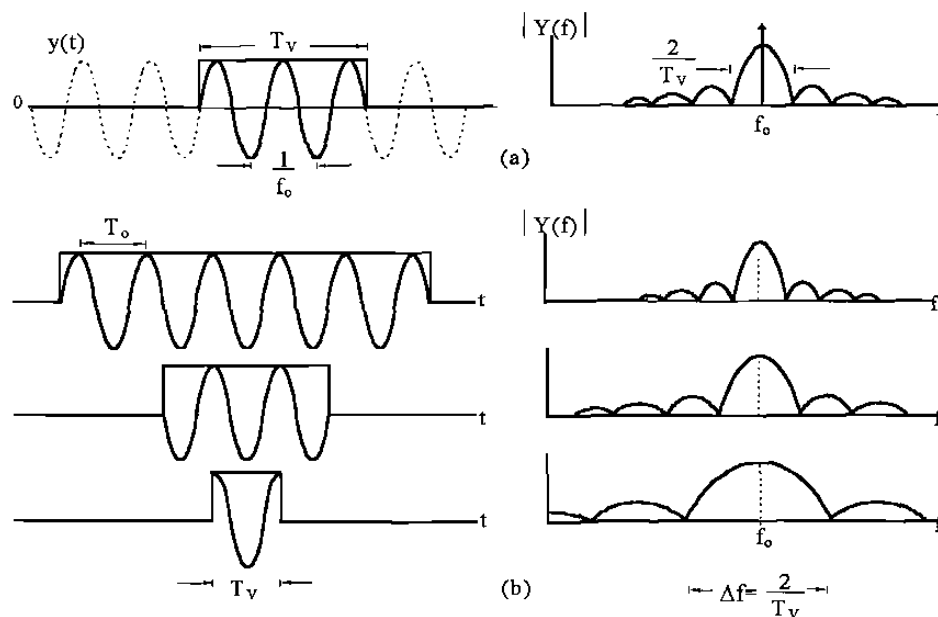 y(t)
T_V
0
1/f_o
| Y(f) |
2/T_V
f_o
(a)
T_o
t
| Y(f) |
f
t
f
t
f_o
T_V
(b)
Δf= 2/T_V